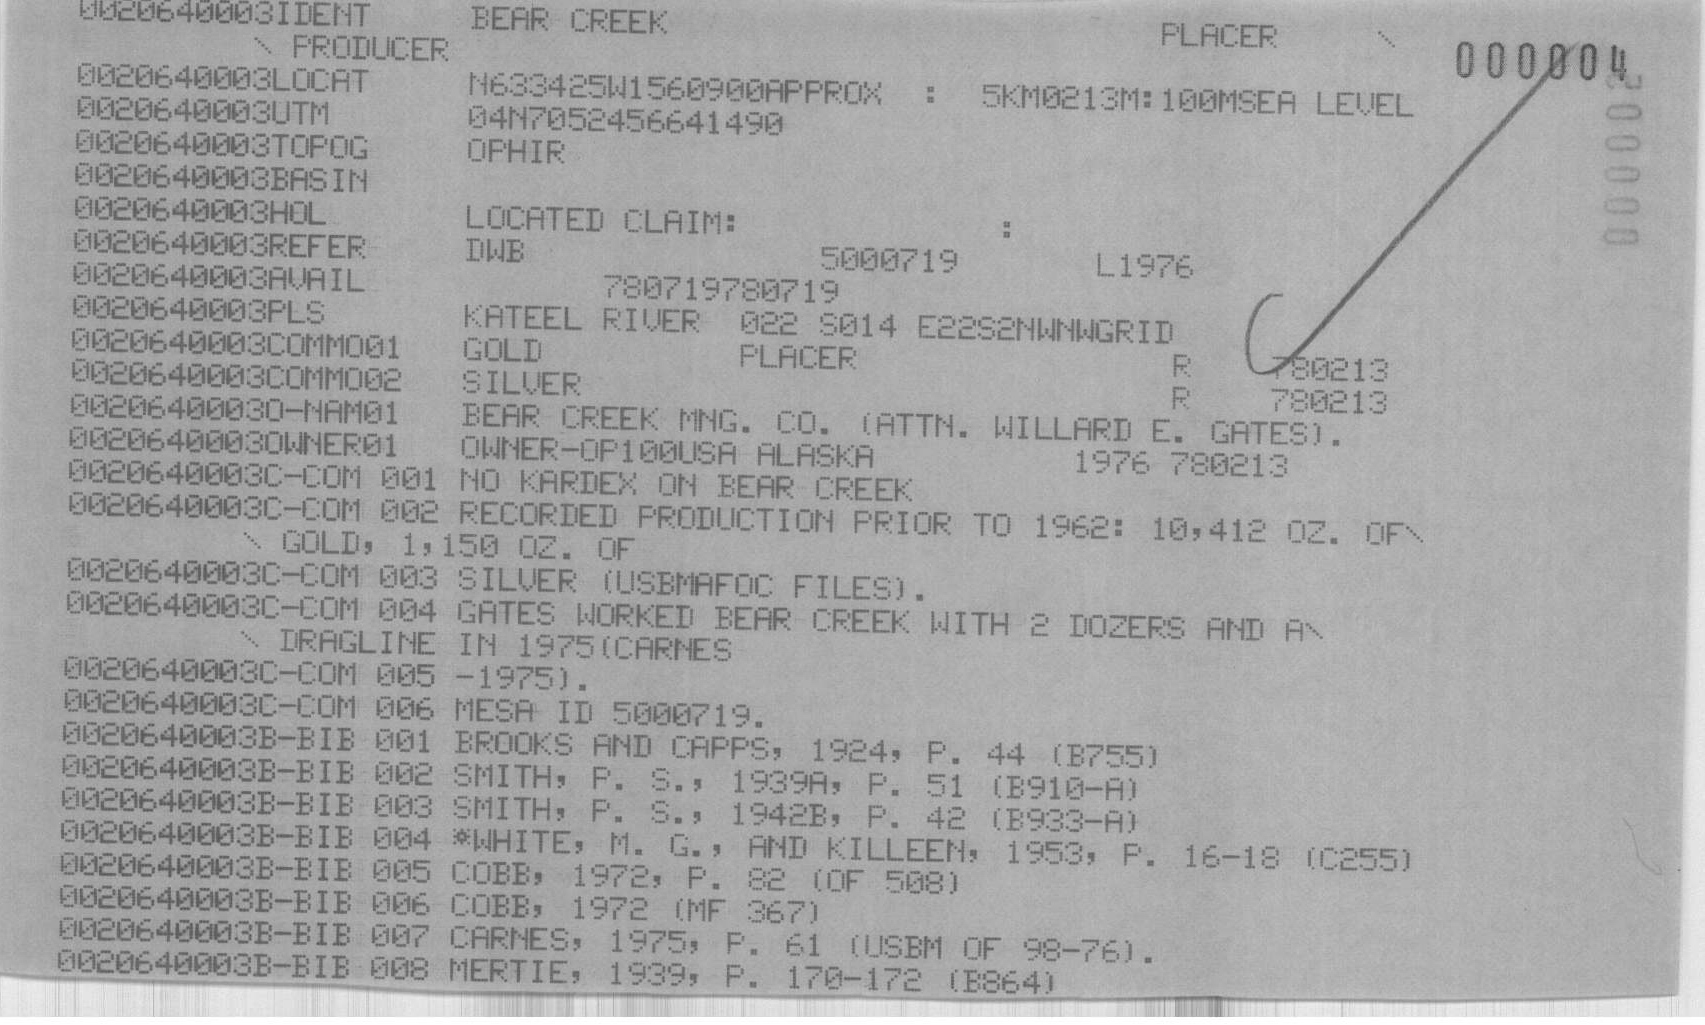 0020640003IDENT BEAR CREEK PLACER \
\ PRODUCER
000004
000002
0020640003LOCAT N633425W1560900APPROX : 5KM0213M:100MSEA LEVEL
0020640003UTM 04N7052456641490
0020640003TOPOG OPHIR
0020640003BASIN
0020640003HOL LOCATED CLAIM: :
0020640003REFER DWB 5000719 L1976
0020640003AVAIL 780719780719
0020640003PLS KATEEL RIVER 022 S014 E22S2NWNWGRID
0020640003COMMO01 GOLD PLACER R 780213
0020640003COMMO02 SILVER R 780213
0020640003O-NAM01 BEAR CREEK MNG. CO. (ATTN. WILLARD E. GATES).
0020640003OWNER01 OWNER-OP100USA ALASKA 1976 780213
0020640003C-COM 001 NO KARDEX ON BEAR CREEK
0020640003C-COM 002 RECORDED PRODUCTION PRIOR TO 1962: 10,412 OZ. OF\
\ GOLD, 1,150 OZ. OF
0020640003C-COM 003 SILVER (USBMAFOC FILES).
0020640003C-COM 004 GATES WORKED BEAR CREEK WITH 2 DOZERS AND A\
\ DRAGLINE IN 1975(CARNES
0020640003C-COM 005 -1975).
0020640003C-COM 006 MESA ID 5000719.
0020640003B-BIB 001 BROOKS AND CAPPS, 1924, P. 44 (B755)
0020640003B-BIB 002 SMITH, P. S., 1939A, P. 51 (B910-A)
0020640003B-BIB 003 SMITH, P. S., 1942B, P. 42 (B933-A)
0020640003B-BIB 004 *WHITE, M. G., AND KILLEEN, 1953, P. 16-18 (C255)
0020640003B-BIB 005 COBB, 1972, P. 82 (OF 508)
0020640003B-BIB 006 COBB, 1972 (MF 367)
0020640003B-BIB 007 CARNES, 1975, P. 61 (USBM OF 98-76).
0020640003B-BIB 008 MERTIE, 1939, P. 170-172 (B864)